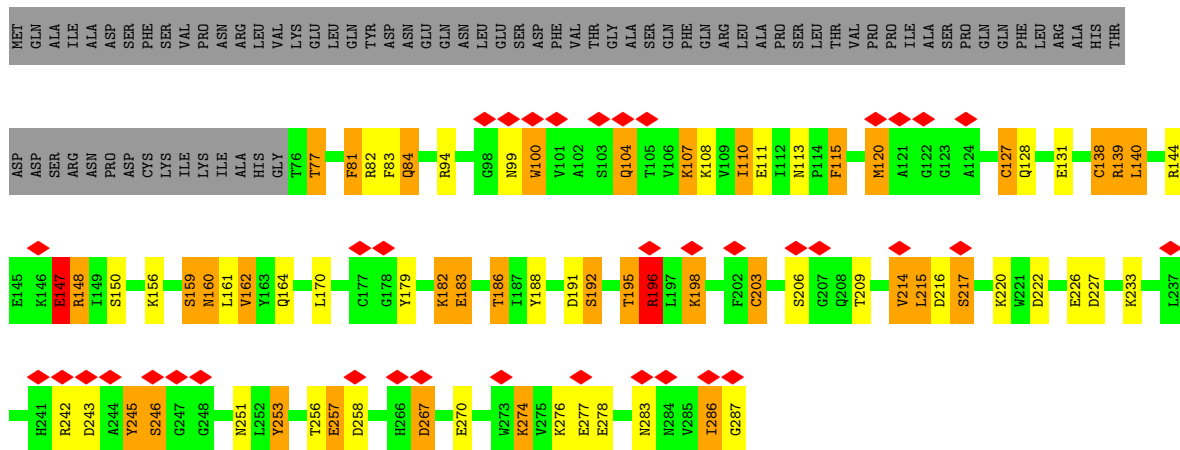 MET GLN ALA ILE ALA ASP SER PHE SER VAL PRO ASN ARG LEU VAL LYS GLU LEU GLN TYR ASP ASN GLU GLN ASN LEU GLU SER ASP PHE VAL THR GLY ALA SER GLN PHE GLN ARG LEU ALA PRO SER LEU THR VAL PRO PRO ILE ALA SER PRO GLN GLN PHE LEU ARG ALA HIS THR
ASP ASP SER ARG ASN PRO ASP CYS LYS ILE LYS ILE ALA HIS GLY T76 T77 F81 R82 F83 Q84 R94 G98 N99 W100 V101 A102 S103 Q104 T105 V106 K107 K108 V109 I110 E111 I112 N113 P114 F115 M120 A121 G122 G123 A124 C127 Q128 E131 C138 R139 L140 R144
E145 K146 E147 R148 I149 S150 K156 S159 N160 L161 V162 Y163 Q164 L170 C177 G178 Y179 K182 E183 T186 I187 Y188 D191 S192 T195 R196 L197 K198 F202 C203 S206 G207 Q208 T209 V214 L215 D216 S217 K220 W221 D222 E226 D227 K233 L237
H241 R242 D243 A244 Y245 S246 G247 G248 N251 L252 Y253 T256 E257 D258 H266 D267 E270 W273 K274 V275 K276 E277 E278 N283 N284 V285 I286 G287